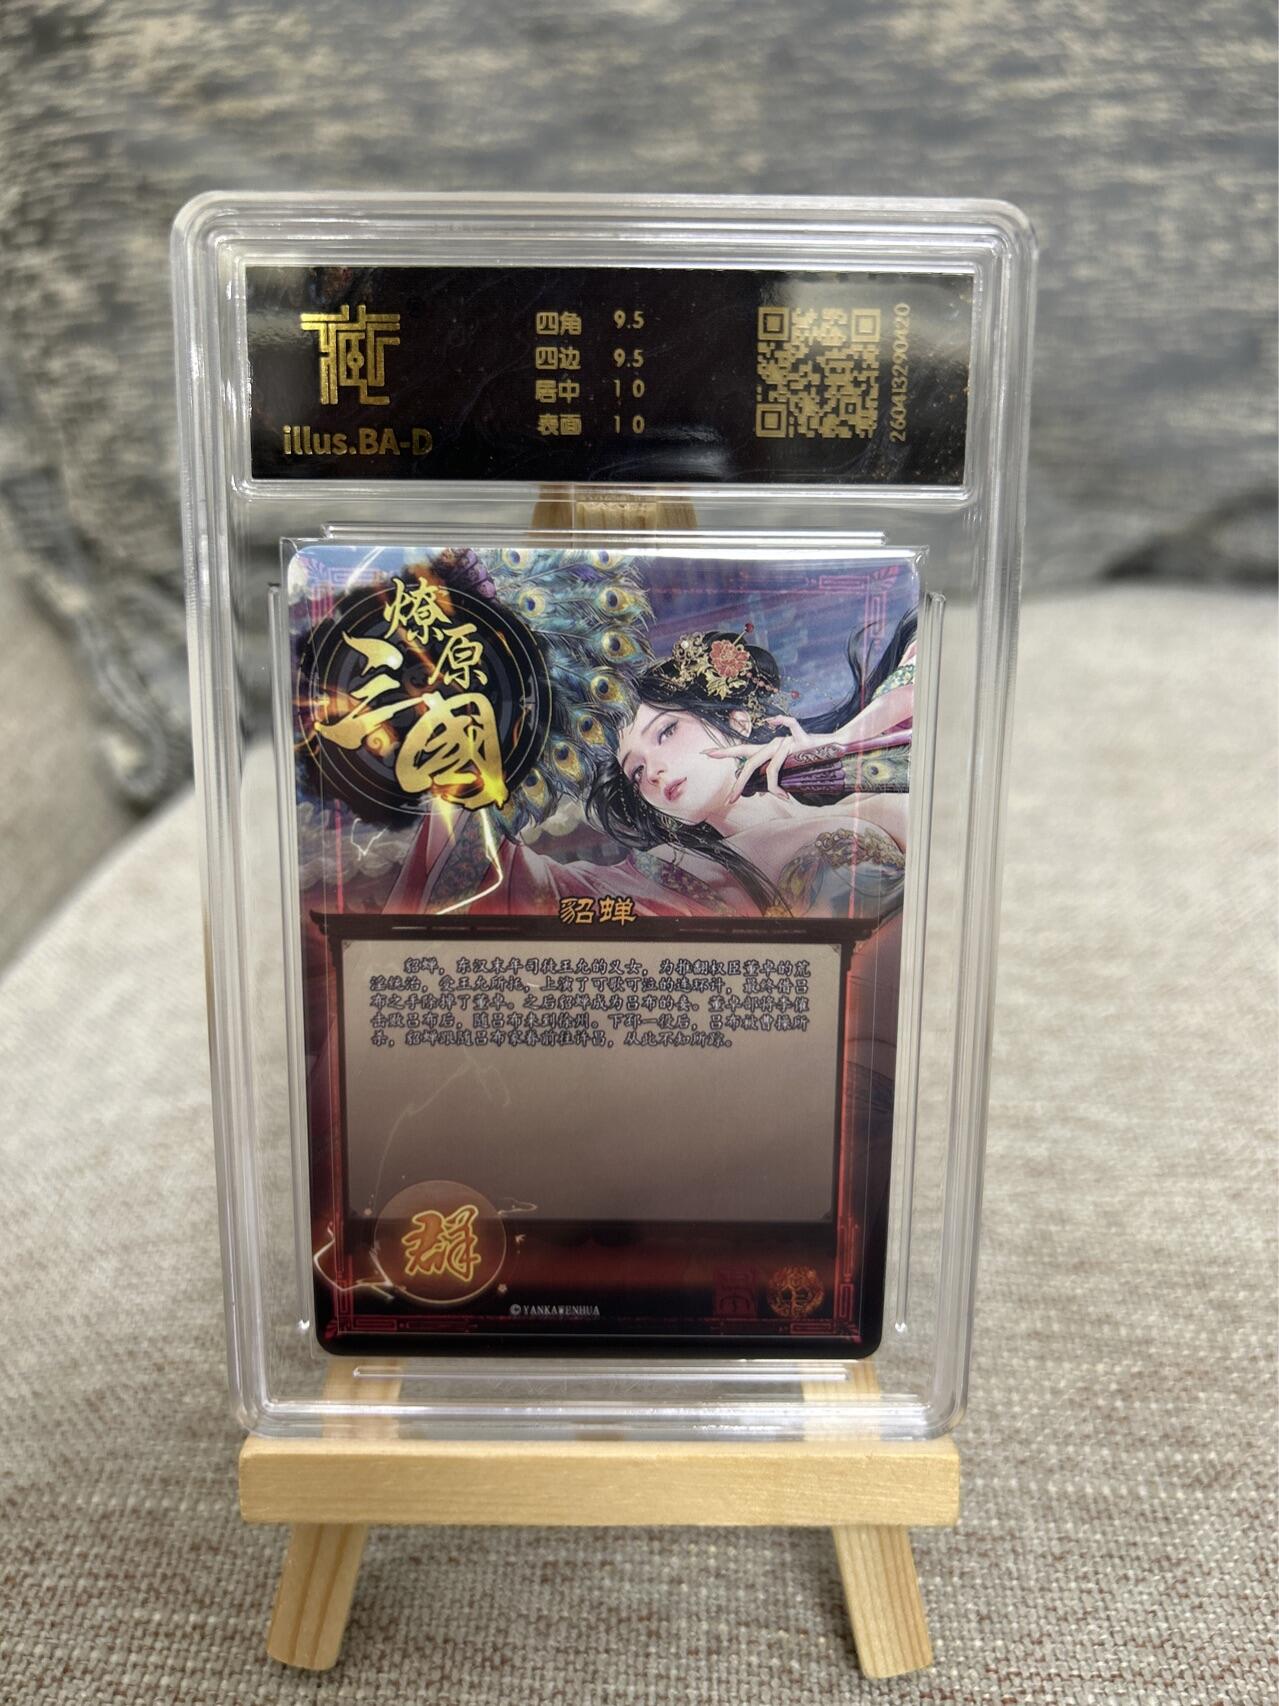 藏
illus.BA-D
四角 9.5
四边 9.5
居中 10
表面 10
260413290420
燎原
三國
貂蝉
貂蝉，东汉末年司徒王允的义女，为推翻权臣董卓的荒
淫统治，受王允所托，上演了可歌可泣的连环计，最终借吕
布之手除掉了董卓。之后貂蝉成为吕布的妾。董卓部将李傕
击败吕布后，随吕布来到徐州。下邳一役后，吕布被曹操所
杀，貂蝉跟随吕布家眷前往许昌，从此不知所踪。
群
©YANKAWENHUA